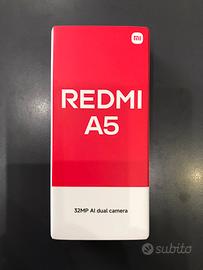 mi
REDMI
A5
32MP AI dual camera
subito